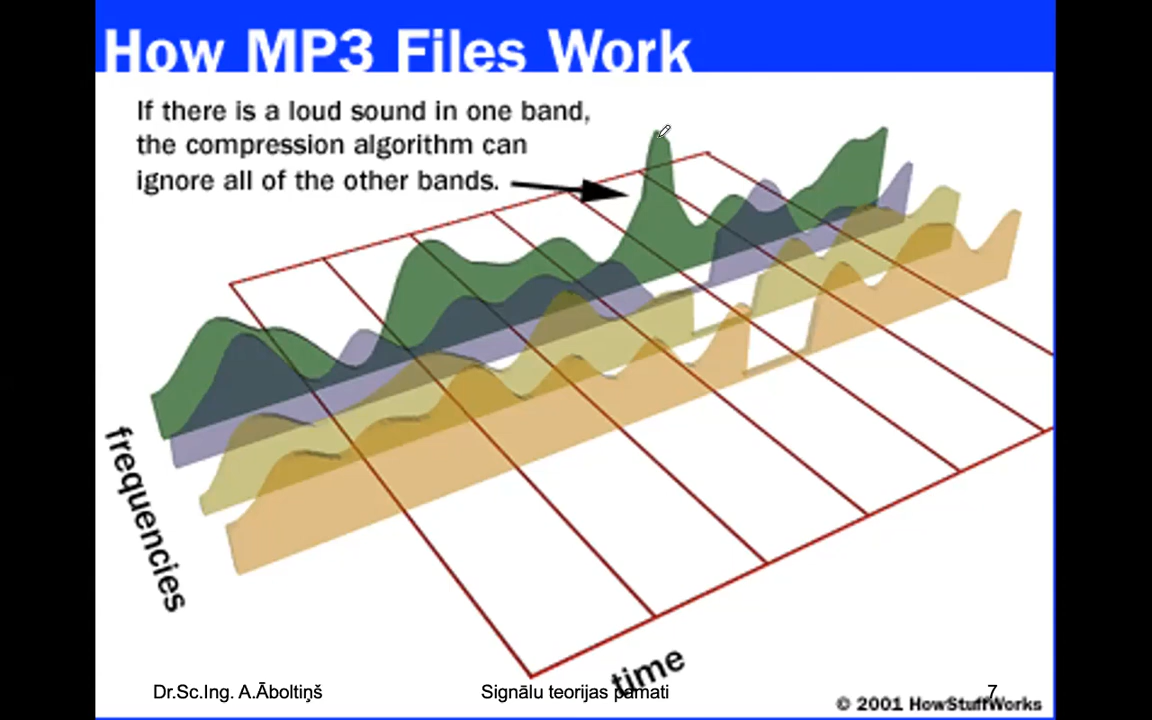 How MP3 Files Work
If there is a loud sound in one band,
the compression algorithm can
ignore all of the other bands.
frequencies
time
Dr.Sc.Ing. A.Āboltiņš
Signālu teorijas pamati
7
© 2001 HowStuffWorks